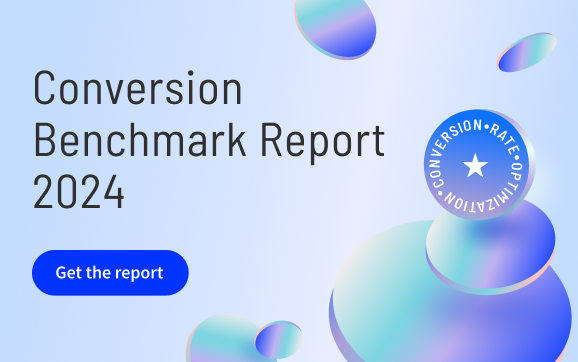 Conversion
Benchmark Report
2024
Get the report
CONVERSION•RATE•OPTIMIZATION•